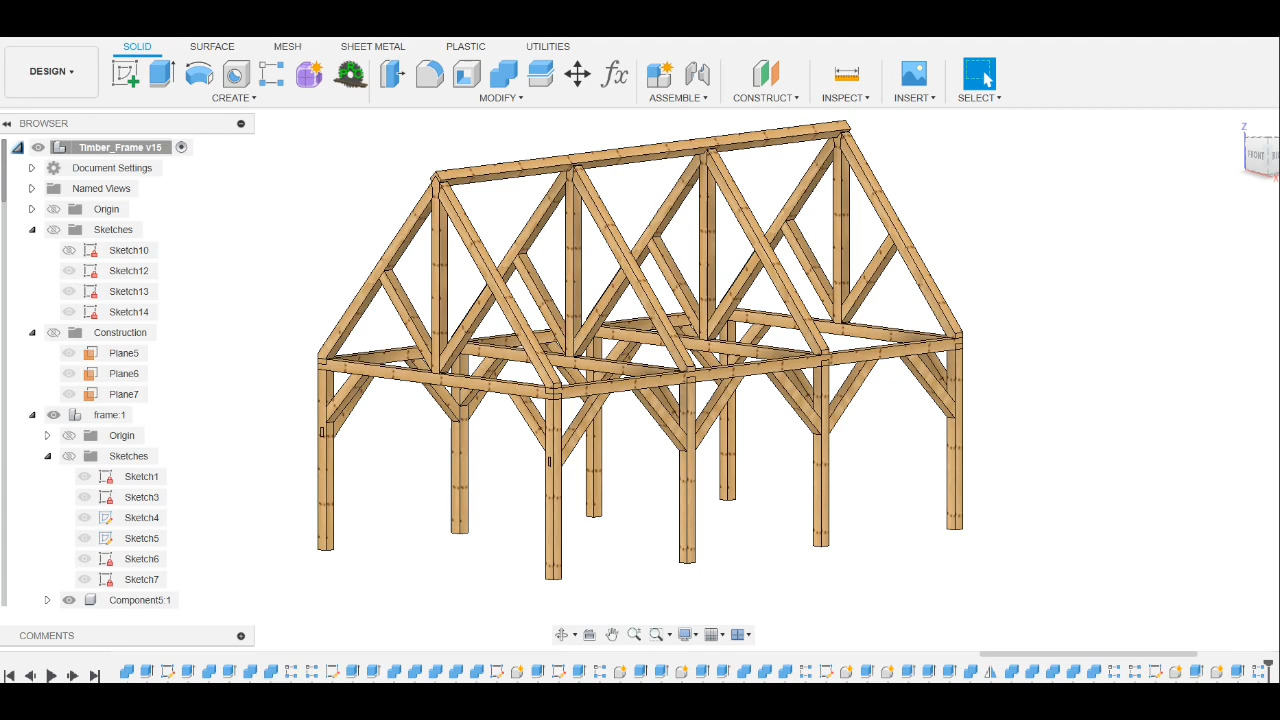 SOLID SURFACE MESH SHEET METAL PLASTIC UTILITIES
DESIGN
fx
CREATE MODIFY ASSEMBLE CONSTRUCT INSPECT INSERT SELECT
BROWSER
Timber_Frame v15
Document Settings
Named Views
Origin
Sketches
Sketch10
Sketch12
Sketch13
Sketch14
Construction
Plane5
Plane6
Plane7
frame:1
Origin
Sketches
Sketch1
Sketch3
Sketch4
Sketch5
Sketch6
Sketch7
Component5:1
COMMENTS
Z
FRONT